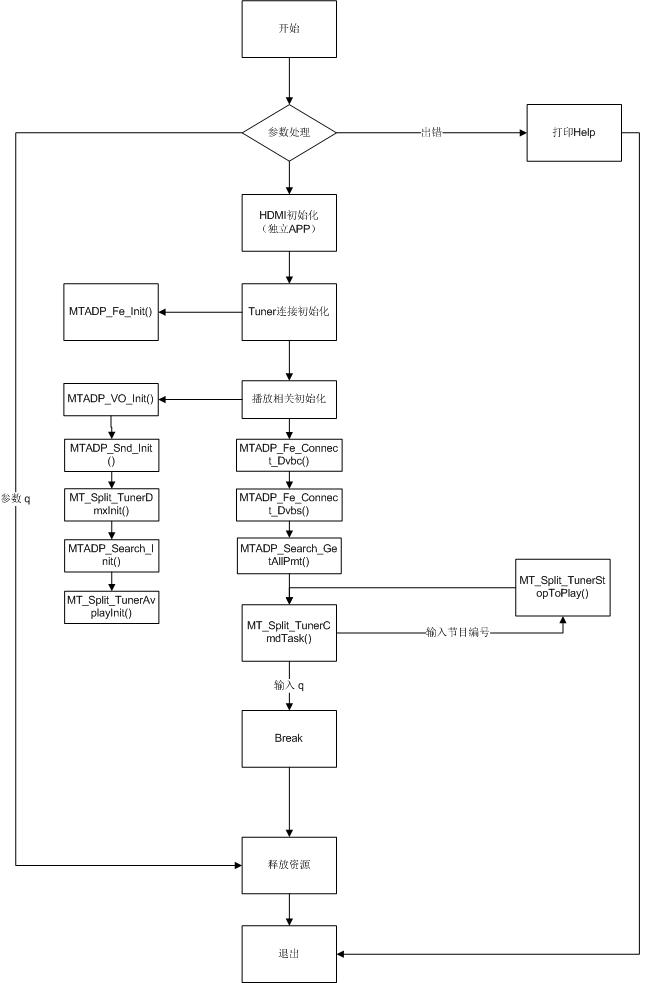 开始
参数处理
出错
打印Help
HDMI初始化
（独立APP）
MTADP_Fe_Init()
Tuner连接初始化
MTADP_VO_Init()
播放相关初始化
MTADP_Snd_Init
()
MTADP_Fe_Connec
t_Dvbc()
参数 q
MT_Split_TunerD
mxInit()
MTADP_Fe_Connec
t_Dvbs()
MTADP_Search_I
nit()
MTADP_Search_Ge
tAllPmt()
MT_Split_TunerAv
playInit()
MT_Split_TunerSt
opToPlay()
MT_Split_TunerC
mdTask()
输入节目编号
输入 q
Break
释放资源
退出